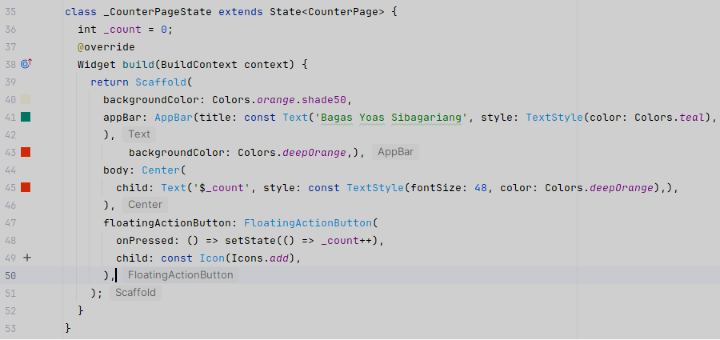 35 class _CounterPageState extends State<CounterPage> {
36 int _count = 0;
37 @override
38 Widget build(BuildContext context) {
39 return Scaffold(
40 backgroundColor: Colors.orange.shade50,
41 appBar: AppBar(title: const Text('Bagas Yoas Sibagariang', style: TextStyle(color: Colors.teal),
42 ), Text
43 backgroundColor: Colors.deepOrange,), AppBar
44 body: Center(
45 child: Text('$_count', style: const TextStyle(fontSize: 48, color: Colors.deepOrange),),
46 ), Center
47 floatingActionButton: FloatingActionButton(
48 onPressed: () => setState(() => _count++),
49 child: const Icon(Icons.add),
50 ), FloatingActionButton
51 ); Scaffold
52 }
53 }